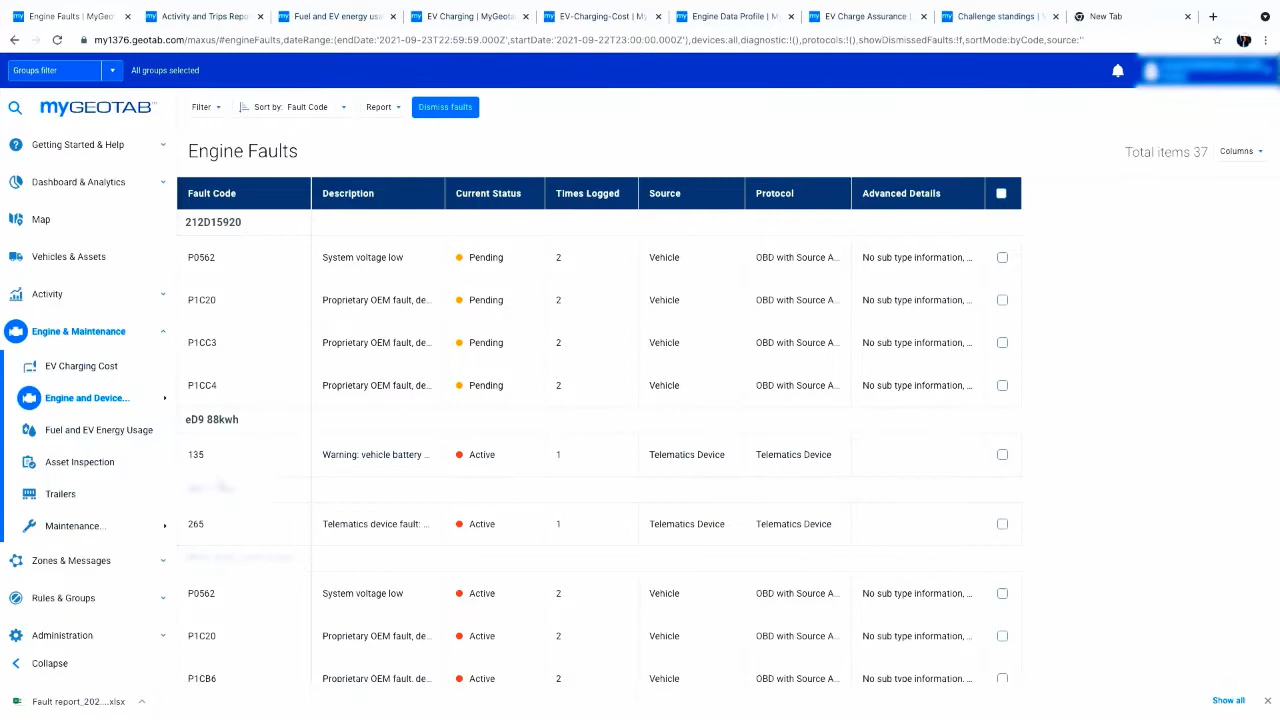 my Engine Faults | MyGeo
my Activity and Trips Repo
my Fuel and EV energy usa
my EV Charging | MyGeota
my EV-Charging-Cost | My
my Engine Data Profile | M
my EV Charge Assurance |
my Challenge standings | M
New Tab
my1376.geotab.com/maxus/#engineFaults,dateRange:(endDate:'2021-09-23T22:59:59.000Z',startDate:'2021-09-22T23:00:00.000Z'),devices:all,diagnostic:!(),protocols:!(),showDismissedFaults:!f,sortMode:byCode,source:''
Groups filter
All groups selected
myGEOTAB™
Filter
Sort by: Fault Code
Report
Dismiss faults
Getting Started & Help
Dashboard & Analytics
Map
Vehicles & Assets
Activity
Engine & Maintenance
EV Charging Cost
Engine and Device...
Fuel and EV Energy Usage
Asset Inspection
Trailers
Maintenance...
Zones & Messages
Rules & Groups
Administration
Collapse
Engine Faults
Total items 37
Columns
Fault Code Description Current Status Times Logged Source Protocol Advanced Details
212D15920
P0562 System voltage low Pending 2 Vehicle OBD with Source A... No sub type information, ...
P1C20 Proprietary OEM fault, de... Pending 2 Vehicle OBD with Source A... No sub type information, ...
P1CC3 Proprietary OEM fault, de... Pending 2 Vehicle OBD with Source A... No sub type information, ...
P1CC4 Proprietary OEM fault, de... Pending 2 Vehicle OBD with Source A... No sub type information, ...
eD9 88kwh
135 Warning: vehicle battery ... Active 1 Telematics Device Telematics Device
265 Telematics device fault: ... Active 1 Telematics Device Telematics Device
P0562 System voltage low Active 2 Vehicle OBD with Source A... No sub type information, ...
P1C20 Proprietary OEM fault, de... Active 2 Vehicle OBD with Source A... No sub type information, ...
P1CB6 Proprietary OEM fault, de... Active 2 Vehicle OBD with Source A... No sub type information, ...
Fault report_202....xlsx
Show all